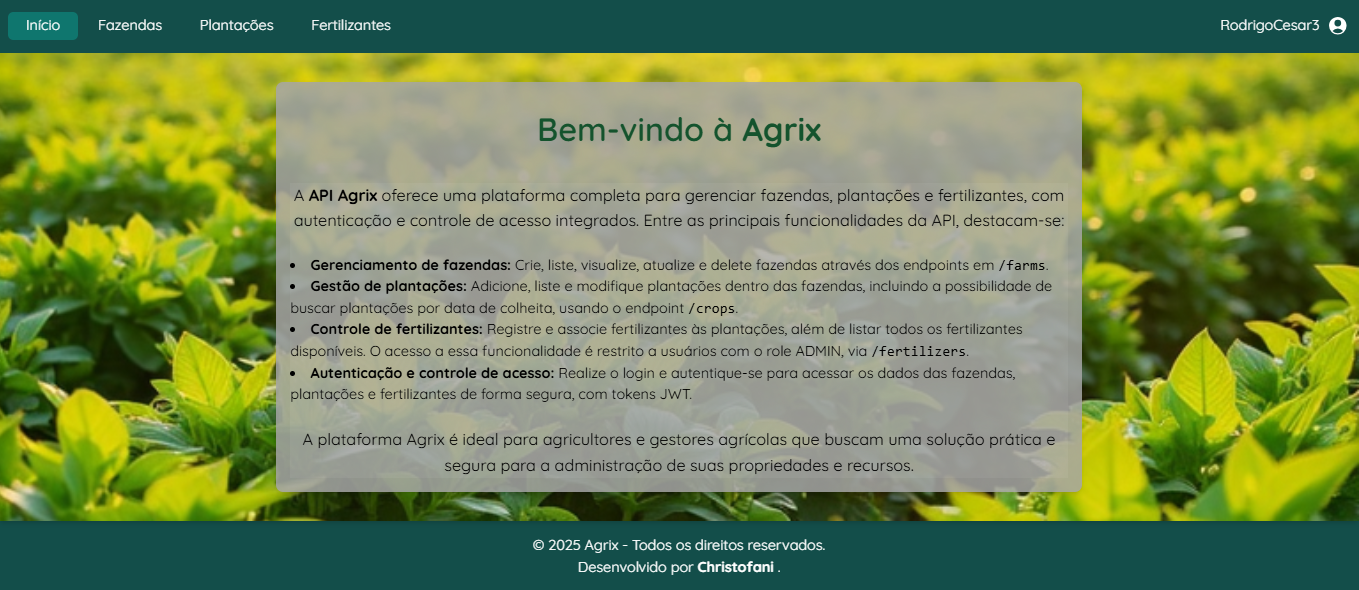 Início Fazendas Plantações Fertilizantes RodrigoCesar3
Bem-vindo à Agrix
A API Agrix oferece uma plataforma completa para gerenciar fazendas, plantações e fertilizantes, com
autenticação e controle de acesso integrados. Entre as principais funcionalidades da API, destacam-se:
• Gerenciamento de fazendas: Crie, liste, visualize, atualize e delete fazendas através dos endpoints em /farms.
• Gestão de plantações: Adicione, liste e modifique plantações dentro das fazendas, incluindo a possibilidade de
buscar plantações por data de colheita, usando o endpoint /crops.
• Controle de fertilizantes: Registre e associe fertilizantes às plantações, além de listar todos os fertilizantes
disponíveis. O acesso a essa funcionalidade é restrito a usuários com o role ADMIN, via /fertilizers.
• Autenticação e controle de acesso: Realize o login e autentique-se para acessar os dados das fazendas,
plantações e fertilizantes de forma segura, com tokens JWT.
A plataforma Agrix é ideal para agricultores e gestores agrícolas que buscam uma solução prática e
segura para a administração de suas propriedades e recursos.
© 2025 Agrix - Todos os direitos reservados.
Desenvolvido por Christofani .